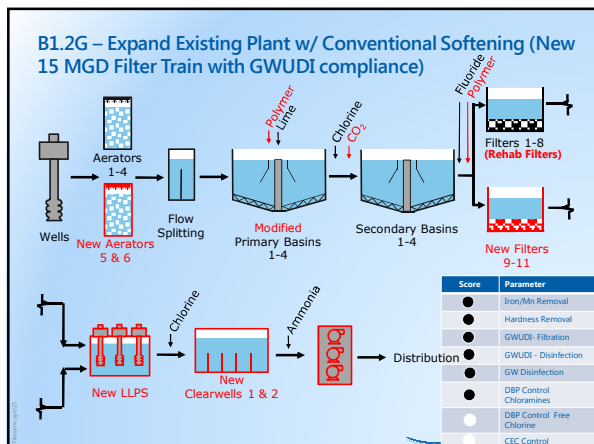 B1.2G – Expand Existing Plant w/ Conventional Softening (New
15 MGD Filter Train with GWUDI compliance)
Polymer
Lime
Chlorine
CO2
Fluoride
Polymer
Aerators
1-4
Wells
New Aerators
5 & 6
Flow
Splitting
Modified
Primary Basins
1-4
Secondary Basins
1-4
Filters 1-8
(Rehab Filters)
New Filters
9-11
Chlorine
Ammonia
New LLPS
New
Clearwells 1 & 2
Distribution
Score Parameter
Iron/Mn Removal
Hardness Removal
GWUDI- Filtration
GWUDI - Disinfection
GW Disinfection
DBP Control
Chloramines
DBP Control Free
Chlorine
CEC Control